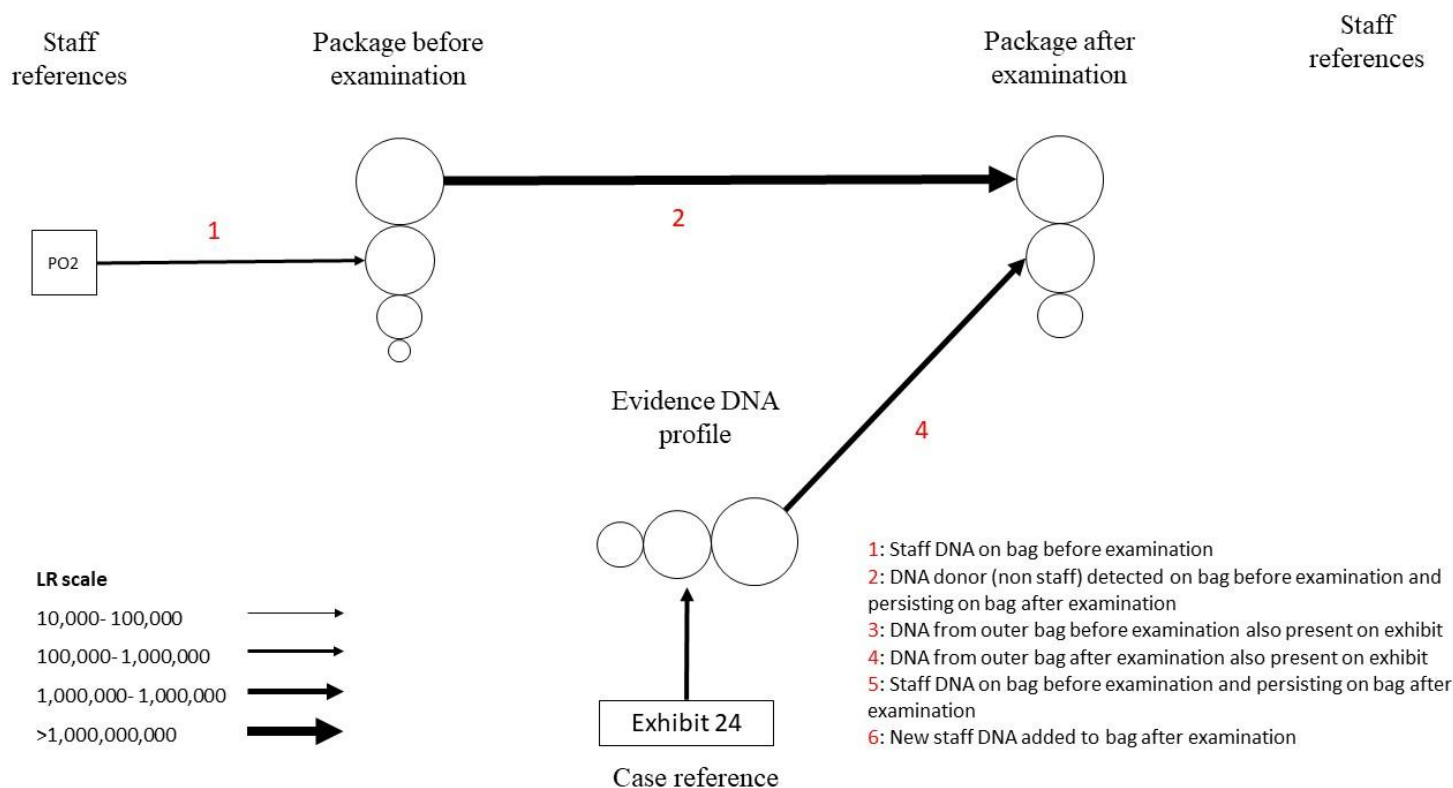 Staff
references
Package before
examination
Package after
examination
Staff
references
1
2
PO2
Evidence DNA
profile
4
LR scale
10,000- 100,000
100,000- 1,000,000
1,000,000- 1,000,000
>1,000,000,000
Exhibit 24
Case reference
1: Staff DNA on bag before examination
2: DNA donor (non staff) detected on bag before examination and
persisting on bag after examination
3: DNA from outer bag before examination also present on exhibit
4: DNA from outer bag after examination also present on exhibit
5: Staff DNA on bag before examination and persisting on bag after
examination
6: New staff DNA added to bag after examination